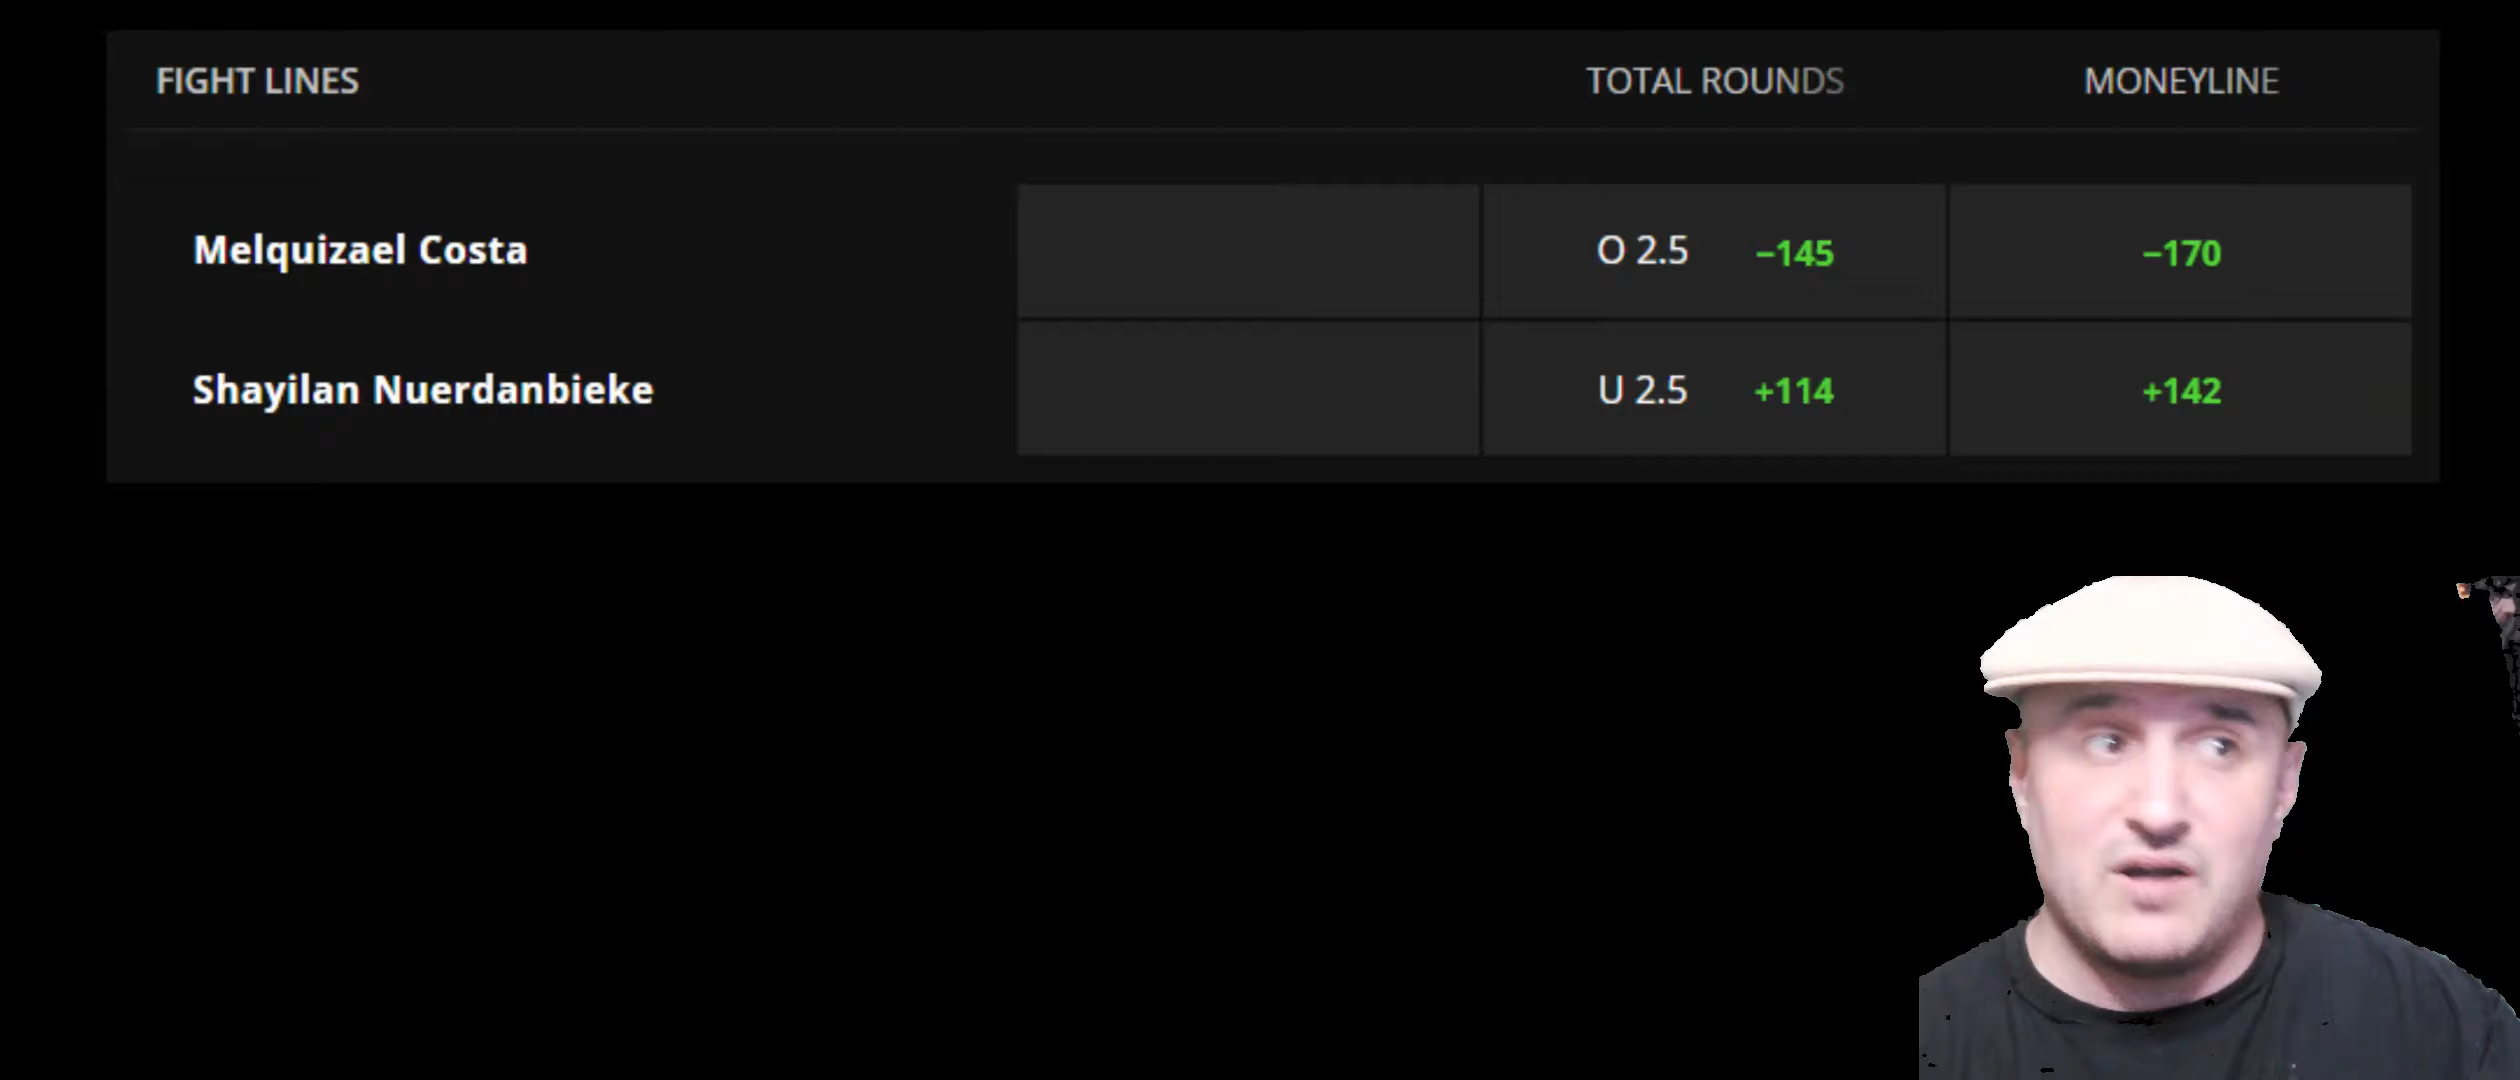 FIGHT LINES TOTAL ROUNDS MONEYLINE
Melquizael Costa O 2.5 −145 −170
Shayilan Nuerdanbieke U 2.5 +114 +142